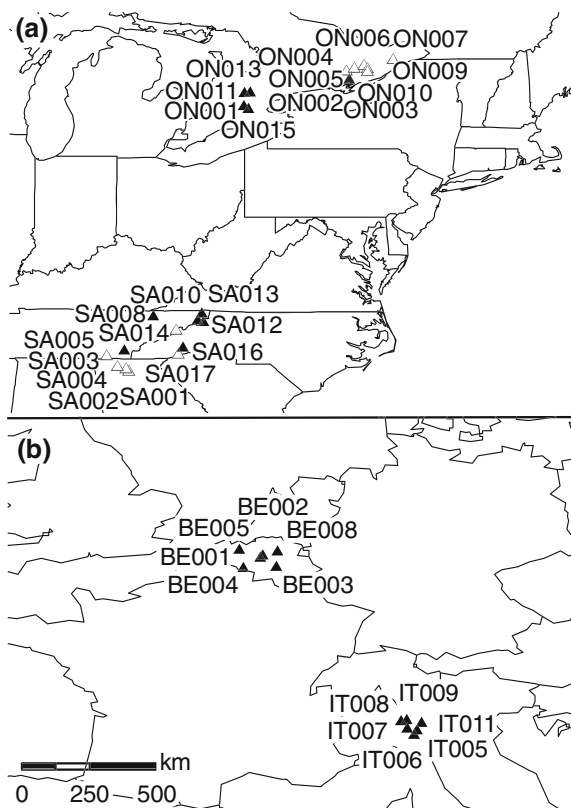 (a)
ON006 ON007
ON004
ON013
ON005
ON009
ON011
ON010
ON002
ON003
ON001
ON015
SA010 SA013
SA008
SA012
SA014
SA005
SA016
SA003
SA017
SA004
SA001
SA002
(b)
BE002
BE005
BE008
BE001
BE004
BE003
IT009
IT008
IT011
IT007
IT005
IT006
km
0 250 500